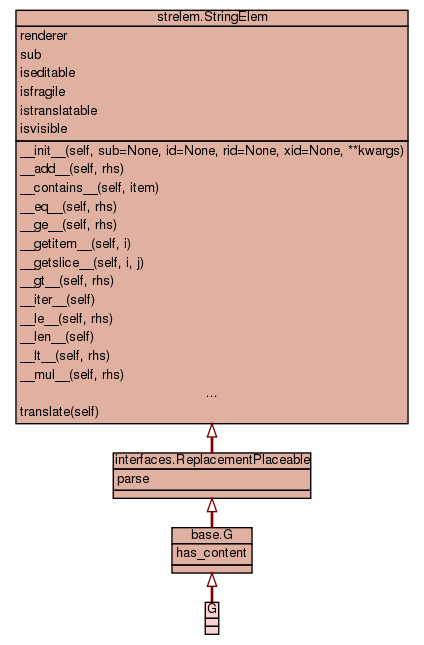 strelem.StringElem
renderer
sub
iseditable
isfragile
istranslatable
isvisible
__init__(self, sub=None, id=None, rid=None, xid=None, **kwargs)
__add__(self, rhs)
__contains__(self, item)
__eq__(self, rhs)
__ge__(self, rhs)
__getitem__(self, i)
__getslice__(self, i, j)
__gt__(self, rhs)
__iter__(self)
__le__(self, rhs)
__len__(self)
__lt__(self, rhs)
__mul__(self, rhs)
...
translate(self)
interfaces.ReplacementPlaceable
parse
base.G
has_content
G